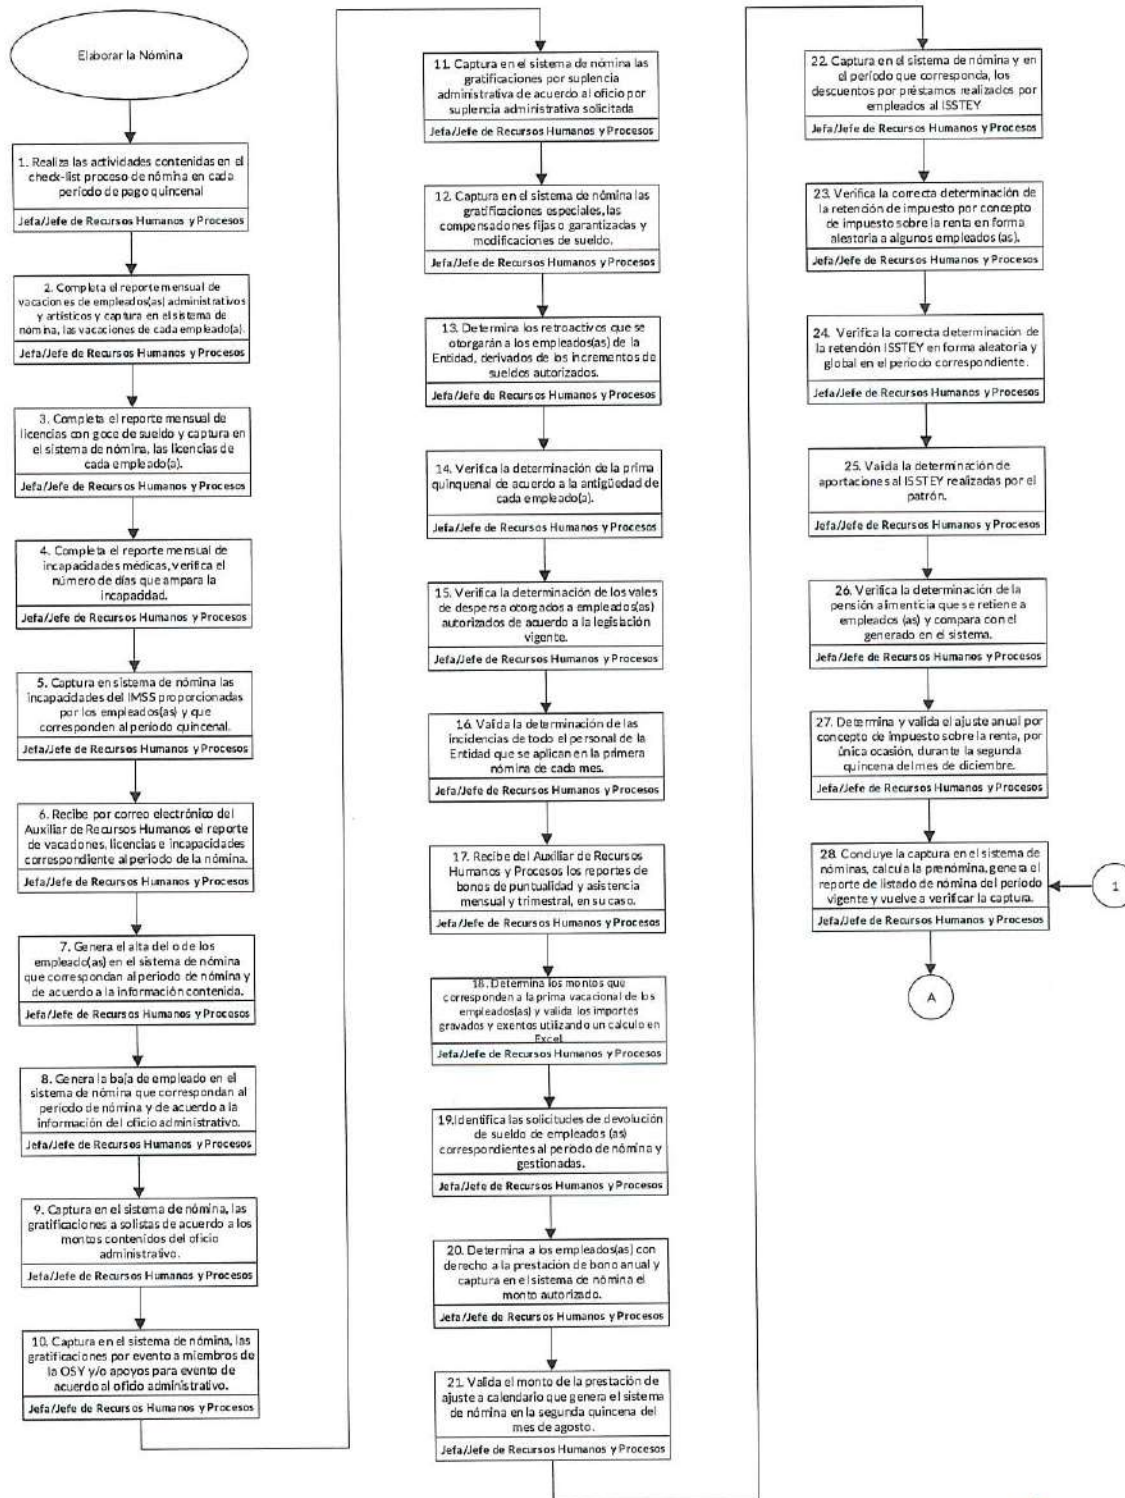 Elaborar la Nómina
1. Realiza las actividades contenidas en el
check-list proceso de nómina en cada
período de pago quincenal
Jefa/Jefe de Recursos Humanos y Procesos
2. Completa el reporte mensual de
vacaciones de empleados(as) administrativos
y artísticos y captura en el sistema de
nómina, las vacaciones de cada empleado(a).
Jefa/Jefe de Recursos Humanos y Procesos
3. Completa el reporte mensual de
licencias con goce de sueldo y captura en
el sistema de nómina, las licencias de
cada empleado(a).
Jefa/Jefe de Recursos Humanos y Procesos
4. Completa el reporte mensual de
incapacidades médicas, verifica el
número de días que ampara la
incapacidad.
Jefa/Jefe de Recursos Humanos y Procesos
5. Captura en sistema de nómina las
incapacidades del IMSS proporcionadas
por los empleados(as) y que
corresponden al período quincenal.
Jefa/Jefe de Recursos Humanos y Procesos
6. Recibe por correo electrónico del
Auxiliar de Recursos Humanos el reporte
de vacaciones, licencias e incapacidades
correspondiente al periodo de la nómina.
Jefa/Jefe de Recursos Humanos y Procesos
7. Genera el alta del o de los
empleado(as) en el sistema de nómina
que correspondan al periodo de nómina y
de acuerdo a la información contenida.
Jefa/Jefe de Recursos Humanos y Procesos
8. Genera la baja de empleado en el
sistema de nómina que correspondan al
período de nómina y de acuerdo a la
información del oficio administrativo.
Jefa/Jefe de Recursos Humanos y Procesos
9. Captura en el sistema de nómina, las
gratificaciones a solistas de acuerdo a los
montos contenidos del oficio
administrativo.
Jefa/Jefe de Recursos Humanos y Procesos
10. Captura en el sistema de nómina, las
gratificaciones por evento a miembros de
la OSY y/o apoyos para evento de
acuerdo al oficio administrativo.
Jefa/Jefe de Recursos Humanos y Procesos
11. Captura en el sistema de nómina las
gratificaciones por suplencia
administrativa de acuerdo al oficio por
suplencia administrativa solicitada
Jefa/Jefe de Recursos Humanos y Procesos
12. Captura en el sistema de nómina las
gratificaciones especiales, las
compensaciones fijas o garantizadas y
modificaciones de sueldo.
Jefa/Jefe de Recursos Humanos y Procesos
13. Determina los retroactivos que se
otorgarán a los empleados(as) de la
Entidad, derivados de los incrementos de
sueldos autorizados.
Jefa/Jefe de Recursos Humanos y Procesos
14. Verifica la determinación de la prima
quinquenal de acuerdo a la antigüedad de
cada empleado(a).
Jefa/Jefe de Recursos Humanos y Procesos
15. Verifica la determinación de los vales
de despensa otorgados a empleados(as)
autorizados de acuerdo a la legislación
vigente.
Jefa/Jefe de Recursos Humanos y Procesos
16. Valida la determinación de las
incidencias de todo el personal de la
Entidad que se aplican en la primera
nómina de cada mes.
Jefa/Jefe de Recursos Humanos y Procesos
17. Recibe del Auxiliar de Recursos
Humanos y Procesos los reportes de
bonos de puntualidad y asistencia
mensual y trimestral, en su caso.
Jefa/Jefe de Recursos Humanos y Procesos
18. Determina los montos que
corresponden a la prima vacacional de los
empleados(as) y valida los importes
gravados y exentos utilizando un calculo en
Excel
Jefa/Jefe de Recursos Humanos y Procesos
19.Identifica las solicitudes de devolución
de sueldo de empleados (as)
correspondientes al período de nómina y
gestionadas.
Jefa/Jefe de Recursos Humanos y Procesos
20. Determina a los empleados(as) con
derecho a la prestación de bono anual y
captura en el sistema de nómina el
monto autorizado.
Jefa/Jefe de Recursos Humanos y Procesos
21. Valida el monto de la prestación de
ajuste a calendario que genera el sistema
de nómina en la segunda quincena del
mes de agosto.
Jefa/Jefe de Recursos Humanos y Procesos
22. Captura en el sistema de nómina y en
el período que corresponda, los
descuentos por préstamos realizados por
empleados al ISSTEY
Jefa/Jefe de Recursos Humanos y Procesos
23. Verifica la correcta determinación de
la retención de impuesto por concepto
de impuesto sobre la renta en forma
aleatoria a algunos empleados (as).
Jefa/Jefe de Recursos Humanos y Procesos
24. Verifica la correcta determinación de
la retención ISSTEY en forma aleatoria y
global en el periodo correspondiente.
Jefa/Jefe de Recursos Humanos y Procesos
25. Valida la determinación de
aportaciones al ISSTEY realizadas por el
patrón.
Jefa/Jefe de Recursos Humanos y Procesos
26. Verifica la determinación de la
pensión alimenticia que se retiene a
empleados (as) y compara con el
generado en el sistema.
Jefa/Jefe de Recursos Humanos y Procesos
27. Determina y valida el ajuste anual por
concepto de impuesto sobre la renta, por
única ocasión, durante la segunda
quincena del mes de diciembre.
Jefa/Jefe de Recursos Humanos y Procesos
28. Concluye la captura en el sistema de
nóminas, calcula la prenómina, genera el
reporte de listado de nómina del período
vigente y vuelve a verificar la captura.
Jefa/Jefe de Recursos Humanos y Procesos
1
A